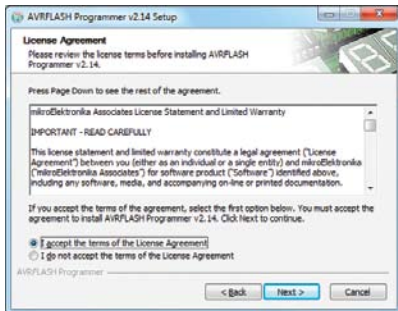 AVRFLASH Programmer v2.14 Setup
License Agreement
Please review the license terms before installing AVRFLASH
Programmer v2.14.
Press Page Down to see the rest of the agreement.
mikroElektronika Associates License Statement and Limited Warranty
IMPORTANT - READ CAREFULLY
This license statement and limited warranty constitute a legal agreement ("License
Agreement") between you (either as an individual or a single entity) and mikroElektronika
("mikroElektronika Associates") for software product ("Software") identified above,
including any software, media, and accompanying on-line or printed documentation.
If you accept the terms of the agreement, select the first option below. You must accept the
agreement to install AVRFLASH Programmer v2.14. Click Next to continue.
I accept the terms of the License Agreement
I do not accept the terms of the License Agreement
AVRFLASH Programmer
< Back Next > Cancel